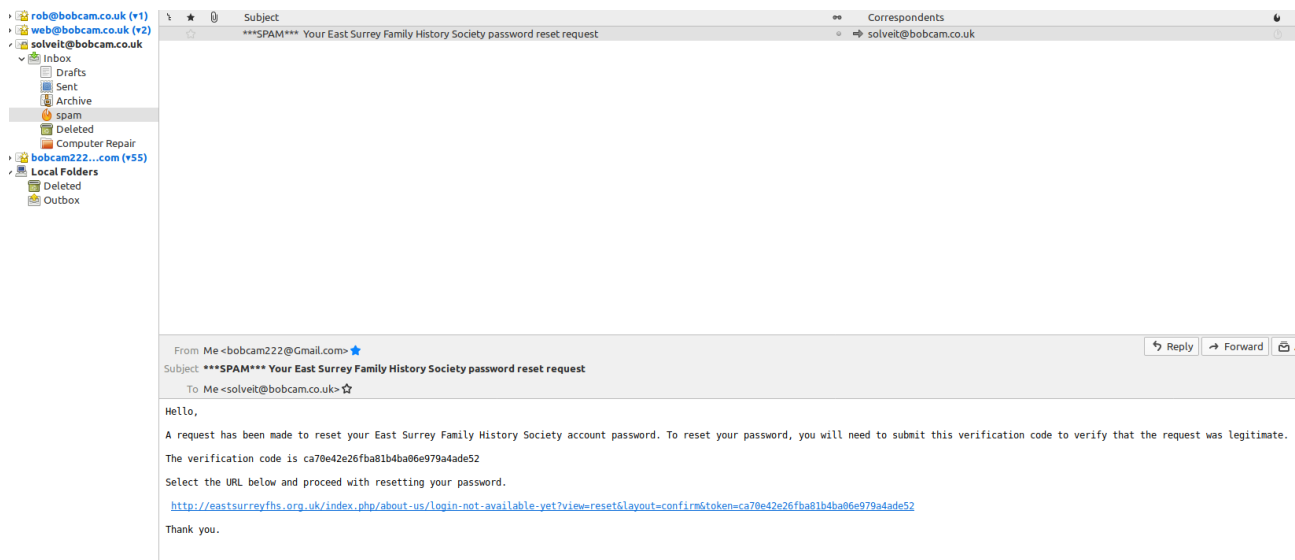 rob@bobcam.co.uk (▾1)
web@bobcam.co.uk (▾2)
solveit@bobcam.co.uk
Inbox
Drafts
Sent
Archive
spam
Deleted
Computer Repair
bobcam222...com (▾55)
Local Folders
Deleted
Outbox
Subject Correspondents
***SPAM*** Your East Surrey Family History Society password reset request solveit@bobcam.co.uk
From Me <bobcam222@Gmail.com> Reply Forward
Subject ***SPAM*** Your East Surrey Family History Society password reset request
To Me <solveit@bobcam.co.uk>
Hello,
A request has been made to reset your East Surrey Family History Society account password. To reset your password, you will need to submit this verification code to verify that the request was legitimate.
The verification code is ca70e42e26fba81b4ba06e979a4ade52
Select the URL below and proceed with resetting your password.
http://eastsurreyfhs.org.uk/index.php/about-us/login-not-available-yet?view=reset&layout=confirm&token=ca70e42e26fba81b4ba06e979a4ade52
Thank you.